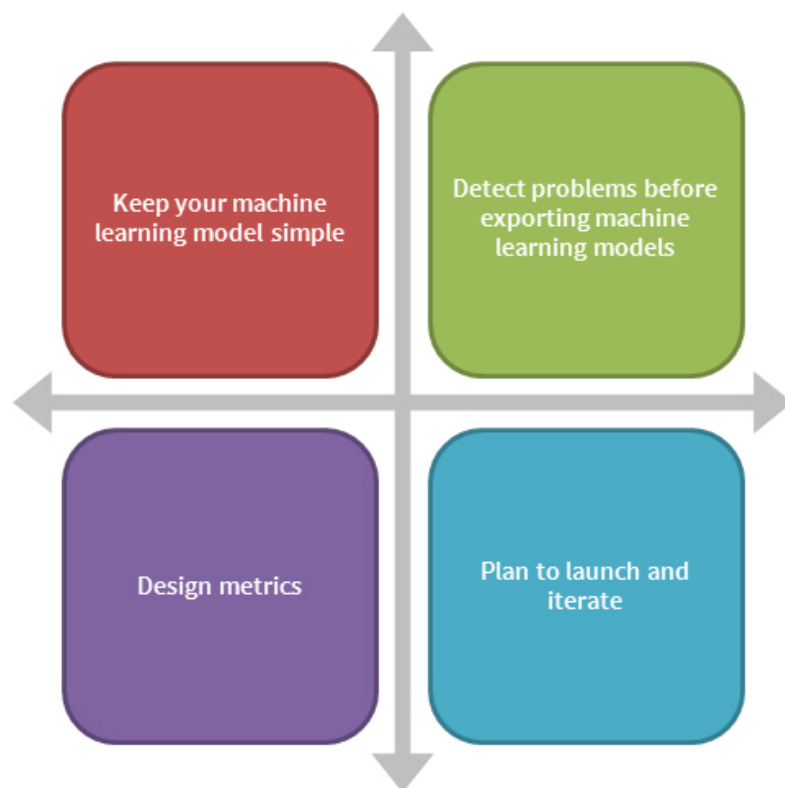 Keep your machine
learning model simple
Detect problems before
exporting machine
learning models
Design metrics
Plan to launch and
iterate